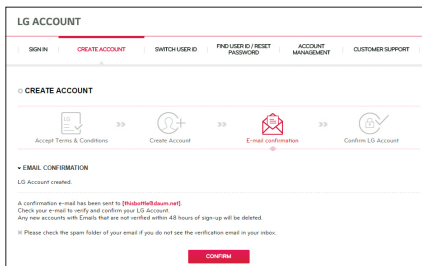 LG ACCOUNT
SIGN IN CREATE ACCOUNT SWITCH USER ID FIND USER ID / RESET PASSWORD ACCOUNT MANAGEMENT CUSTOMER SUPPORT
CREATE ACCOUNT
Accept Terms & Conditions >> Create Account >> E-mail confirmation >> Confirm LG Account
EMAIL CONFIRMATION
LG Account created.
A confirmation e-mail has been sent to [thisbottle@daum.net].
Check your e-mail to verify and confirm your LG Account.
Any new accounts with Emails that are not verified within 48 hours of sign-up will be deleted.
※ Please check the spam folder of your email if you do not see the verification email in your inbox.
CONFIRM